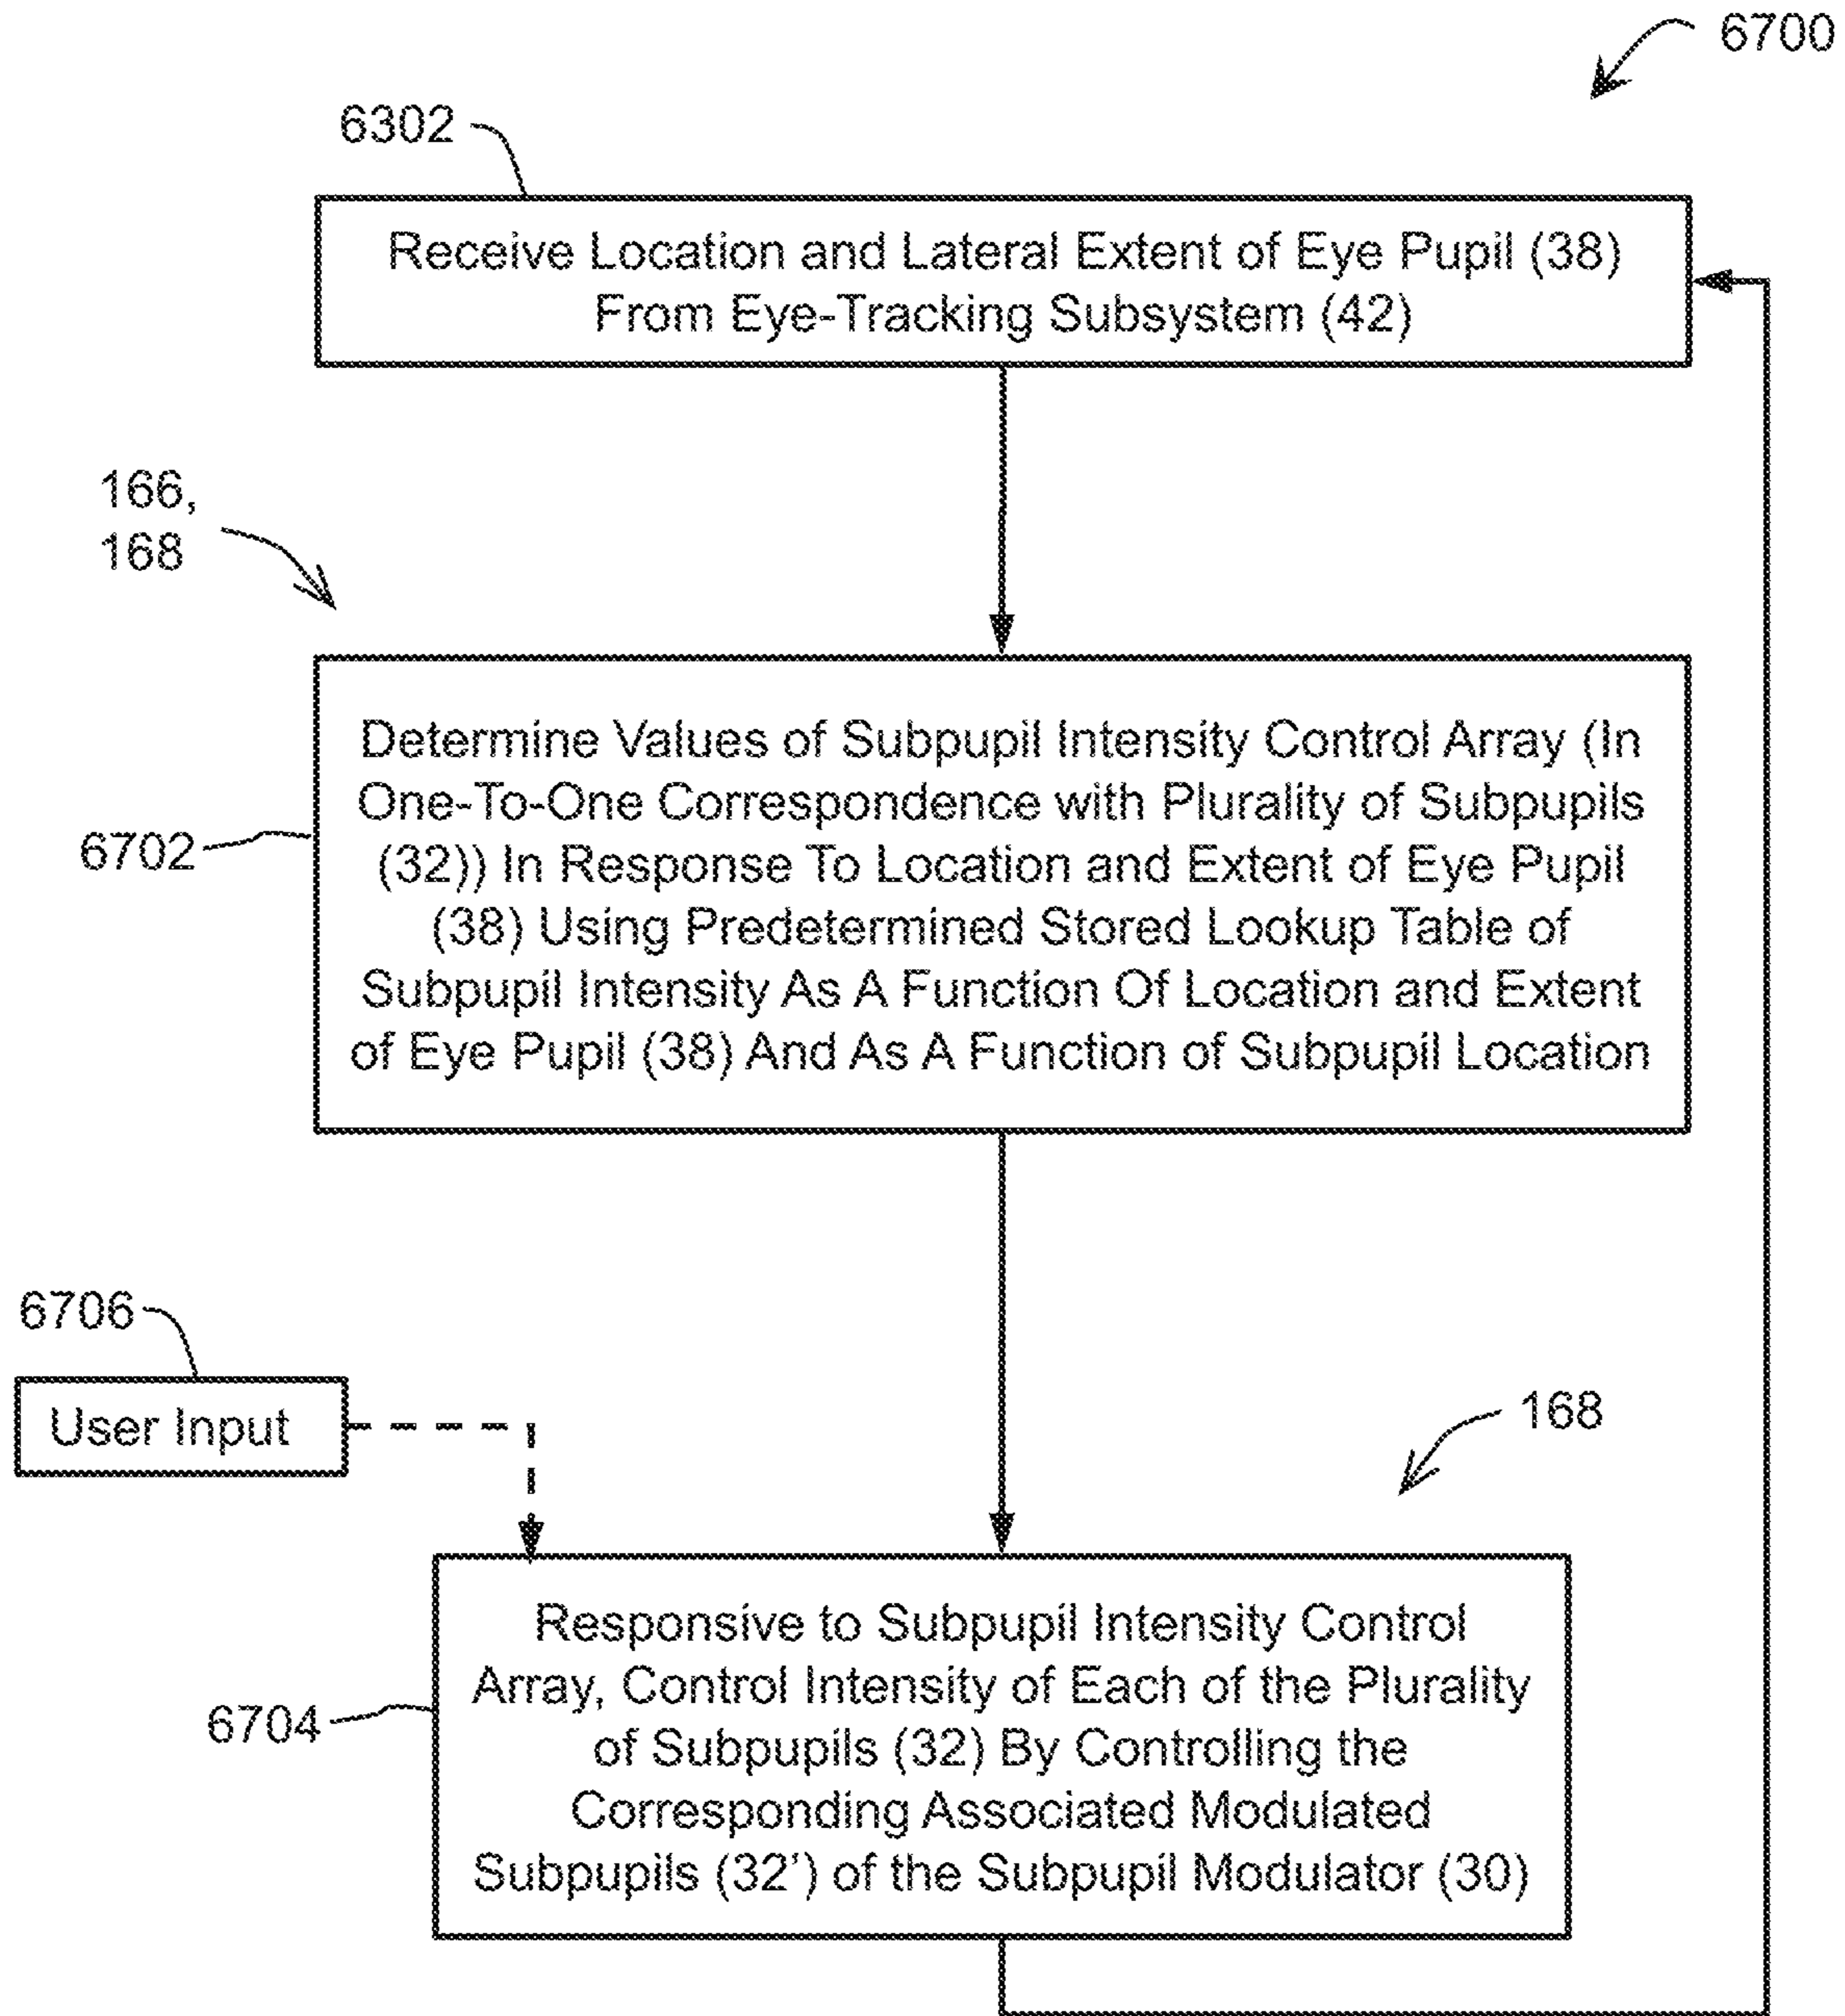 6700
6302
Receive Location and Lateral Extent of Eye Pupil (38)
From Eye-Tracking Subsystem (42)
166,
168
6702
Determine Values of Subpupil Intensity Control Array (In
One-To-One Correspondence with Plurality of Subpupils
(32)) In Response To Location and Extent of Eye Pupil
(38) Using Predetermined Stored Lookup Table of
Subpupil Intensity As A Function Of Location and Extent
of Eye Pupil (38) And As A Function of Subpupil Location
6706
User Input
168
6704
Responsive to Subpupil Intensity Control
Array, Control Intensity of Each of the Plurality
of Subpupils (32) By Controlling the
Corresponding Associated Modulated
Subpupils (32') of the Subpupil Modulator (30)